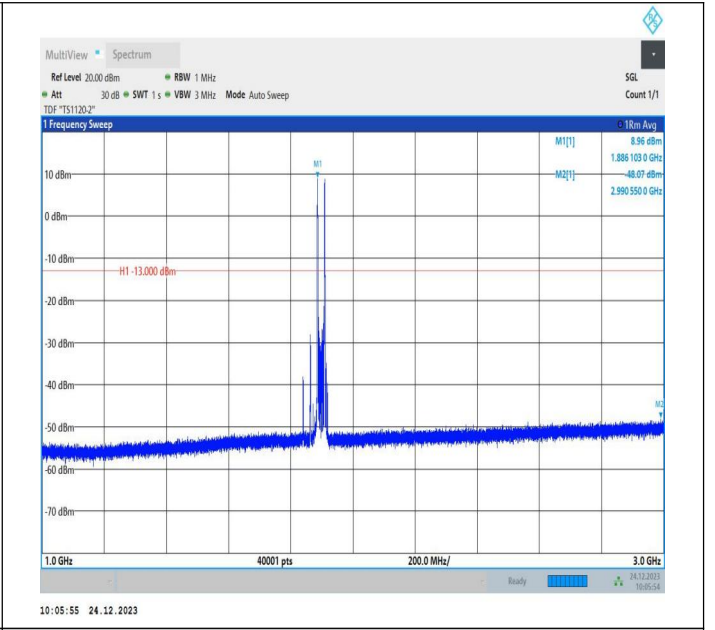 R&S
MultiView Spectrum
Ref Level 20.00 dBm RBW 1 MHz SGL
Att 30 dB SWT 1 s VBW 3 MHz Mode Auto Sweep Count 1/1
TDF "TS1120-2"
1 Frequency Sweep 1Rm Avg
M1[1] 8.96 dBm
1.886 103 0 GHz
M1
10 dBm M2[1] -48.07 dBm
2.990 550 0 GHz
0 dBm
-10 dBm
H1 -13.000 dBm
-20 dBm
-30 dBm
-40 dBm
M2
-50 dBm
-60 dBm
-70 dBm
1.0 GHz 40001 pts 200.0 MHz/ 3.0 GHz
Ready 24.12.2023
10:05:54
10:05:55 24.12.2023